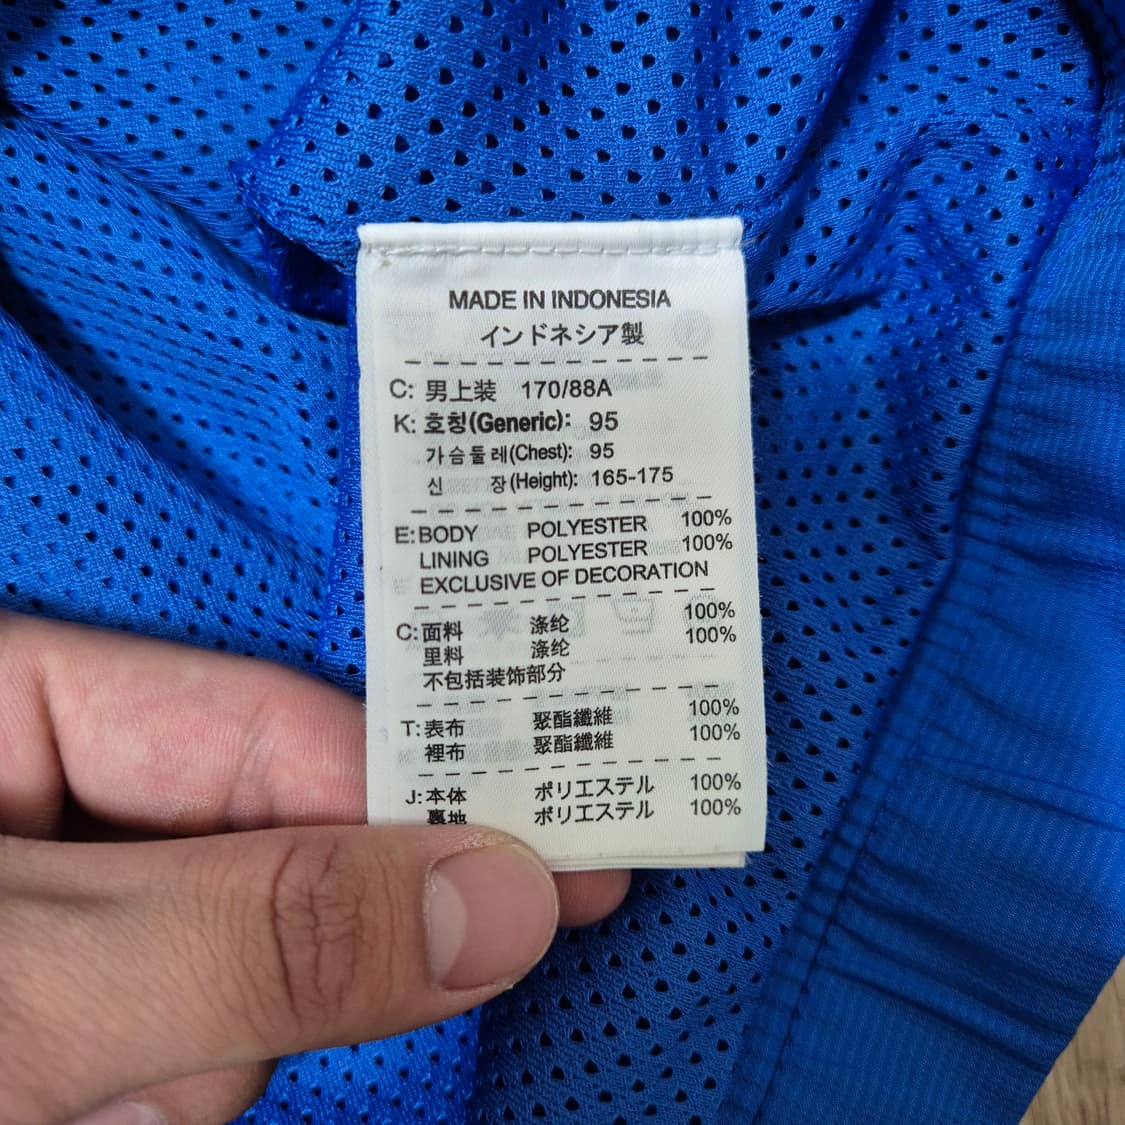 MADE IN INDONESIA
インドネシア製
C: 男上装 170/88A
K: 호칭(Generic): 95
가슴둘레(Chest): 95
신 장(Height): 165-175
E: BODY POLYESTER 100%
LINING POLYESTER 100%
EXCLUSIVE OF DECORATION
C: 面料 涤纶 100%
里料 涤纶 100%
不包括装饰部分
T: 表布 聚酯纖維 100%
裡布 聚酯纖維 100%
J: 本体 ポリエステル 100%
裏地 ポリエステル 100%